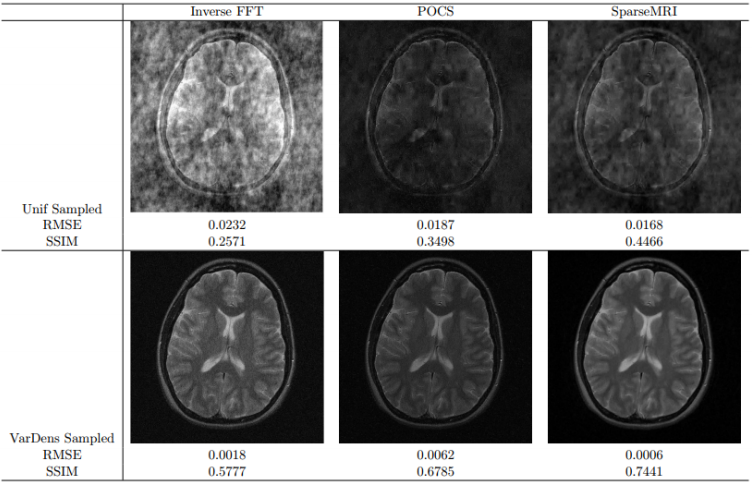 Inverse FFT POCS SparseMRI
Unif Sampled
RMSE 0.0232 0.0187 0.0168
SSIM 0.2571 0.3498 0.4466
VarDens Sampled
RMSE 0.0018 0.0062 0.0006
SSIM 0.5777 0.6785 0.7441